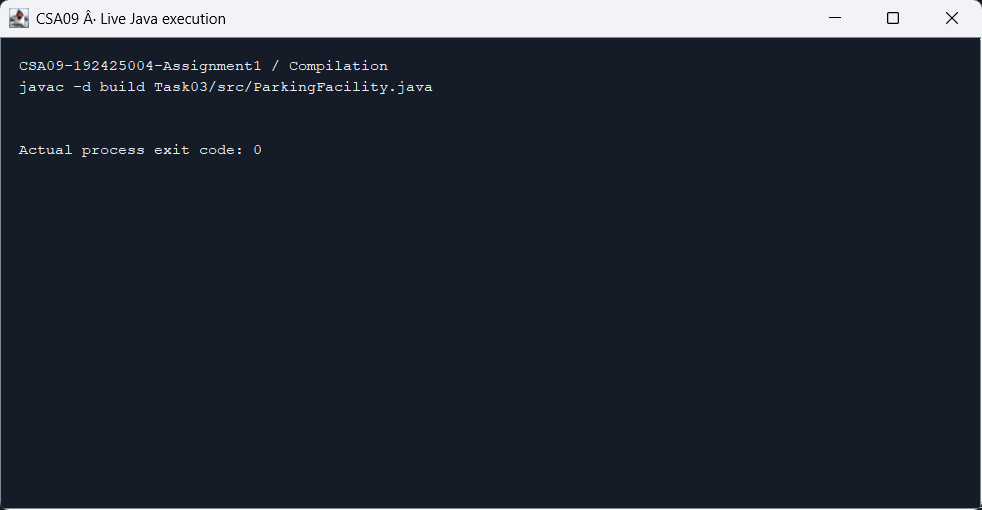 CSA09 Â· Live Java execution
CSA09-192425004-Assignment1 / Compilation
javac -d build Task03/src/ParkingFacility.java
Actual process exit code: 0